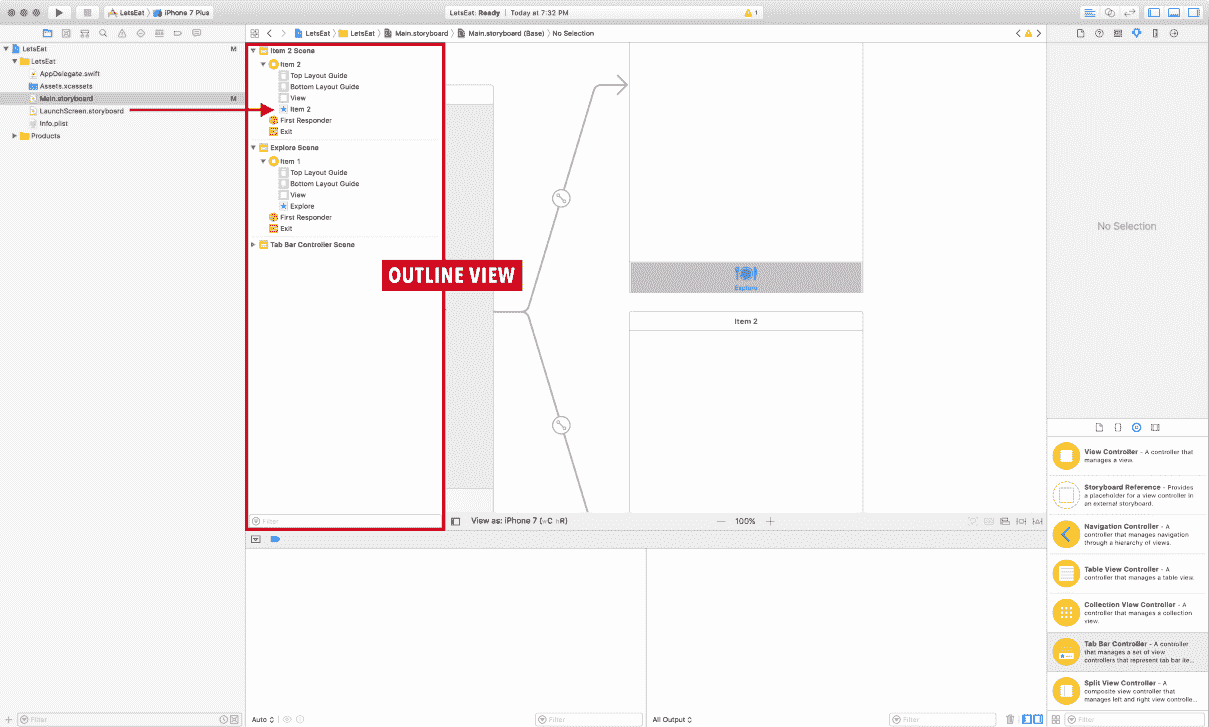 LetsEat
iPhone 7 Plus
LetsEat: Ready | Today at 7:32 PM
1
LetsEat
LetsEat
Main.storyboard
Main.storyboard (Base)
No Selection
LetsEat
M
LetsEat
AppDelegate.swift
Assets.xcassets
Main.storyboard
M
LaunchScreen.storyboard
Info.plist
Products
Item 2 Scene
Item 2
Top Layout Guide
Bottom Layout Guide
View
Item 2
First Responder
Exit
Explore Scene
Item 1
Top Layout Guide
Bottom Layout Guide
View
Explore
First Responder
Exit
Tab Bar Controller Scene
OUTLINE VIEW
Explore
Item 2
No Selection
View Controller - A controller that
manages a view.
Storyboard Reference - Provides
a placeholder for a view controller in
an external storyboard.
Navigation Controller - A
controller that manages navigation
through a hierarchy of views.
Table View Controller - A
controller that manages a table view.
Collection View Controller - A
controller that manages a collection
view.
Tab Bar Controller - A controller
that manages a set of view
controllers that represent tab bar ite...
Split View Controller - A
composite view controller that
manages left and right view controlle...
Filter
View as: iPhone 7 (wC hR)
100%
Filter
Auto
Filter
All Output
Filter
Filter